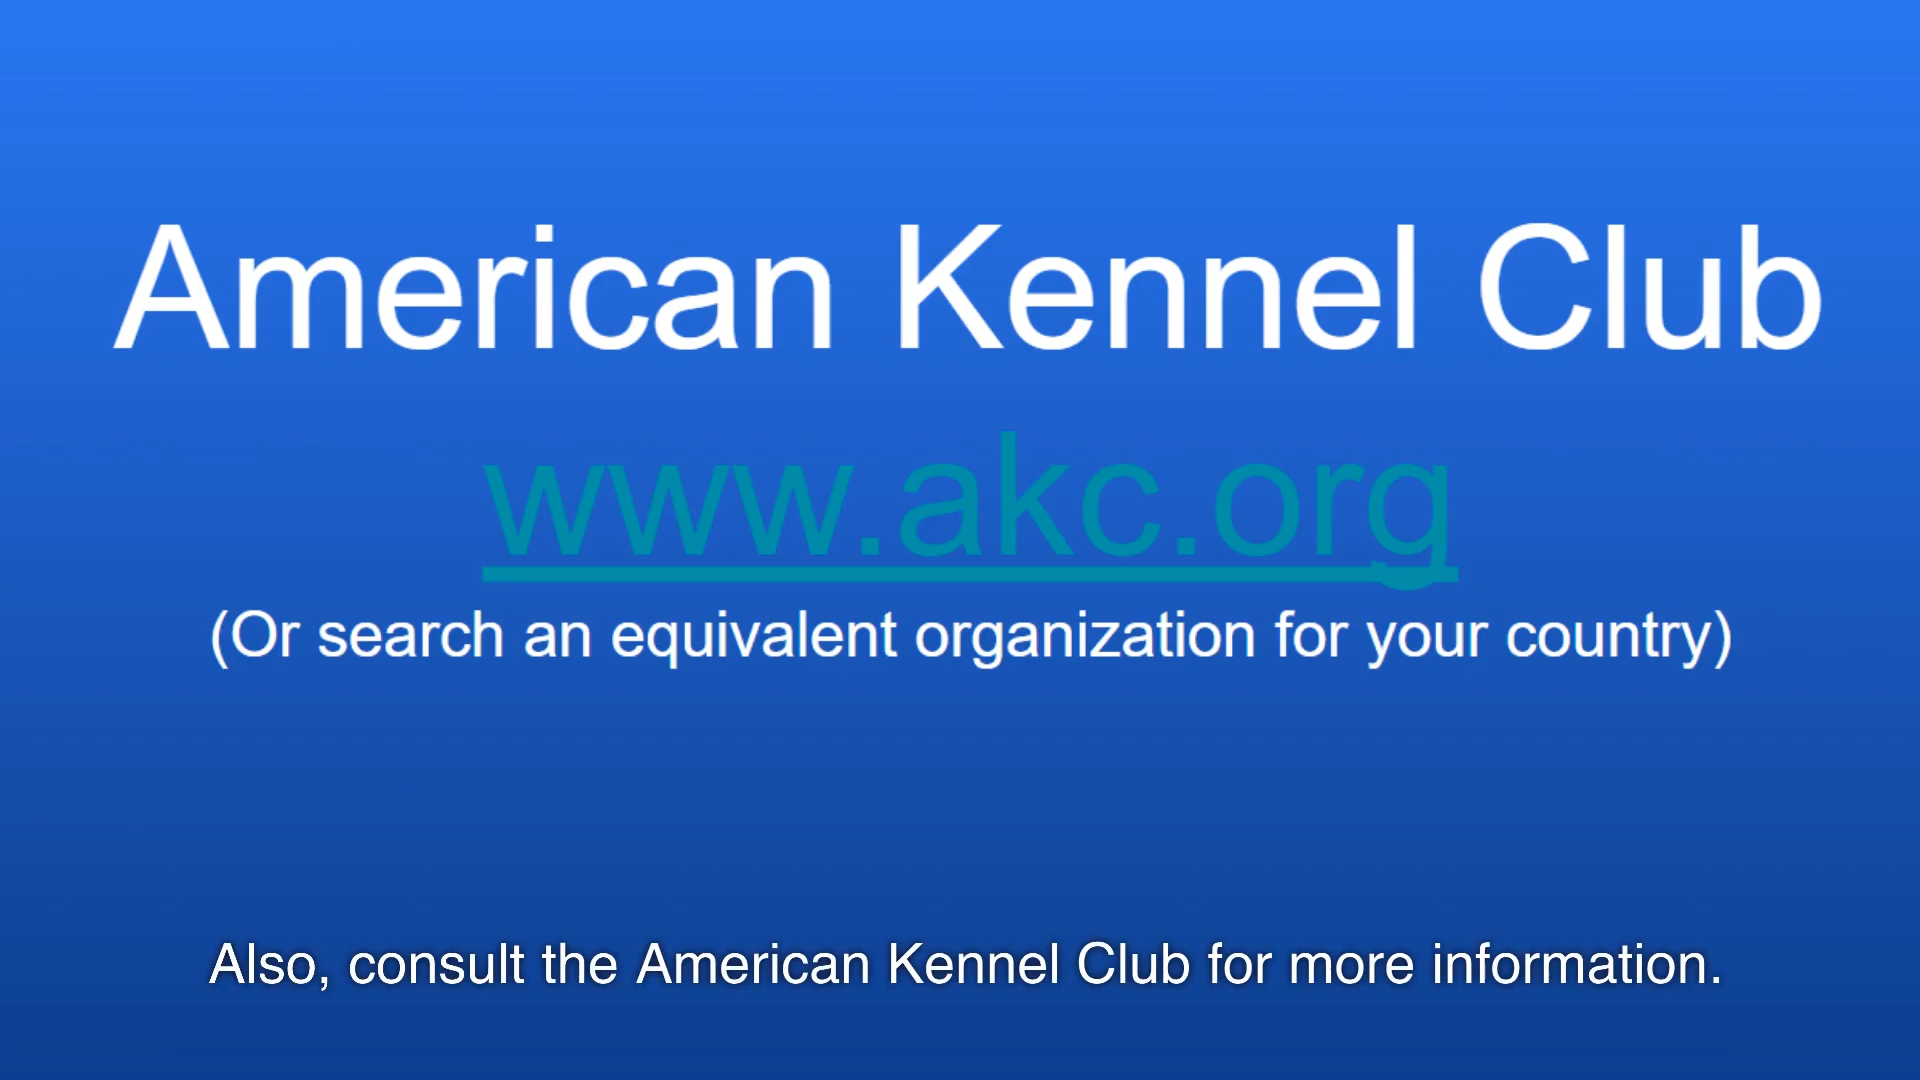 American Kennel Club
www.akc.org
(Or search an equivalent organization for your country)
Also, consult the American Kennel Club for more information.